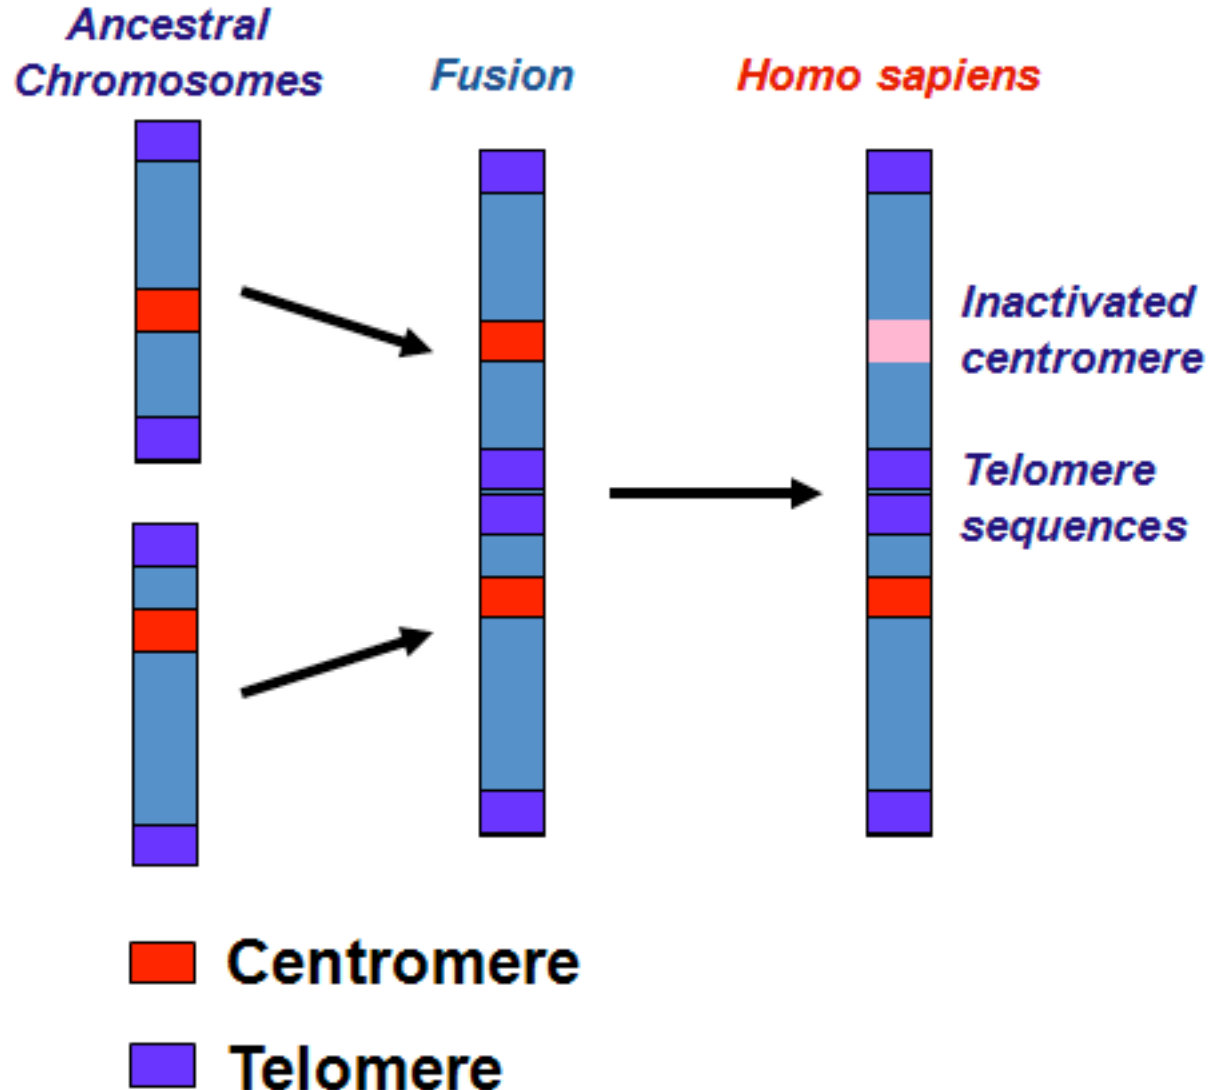 Ancestral
Chromosomes
Fusion
Homo sapiens
Inactivated
centromere
Telomere
sequences
Centromere
Telomere